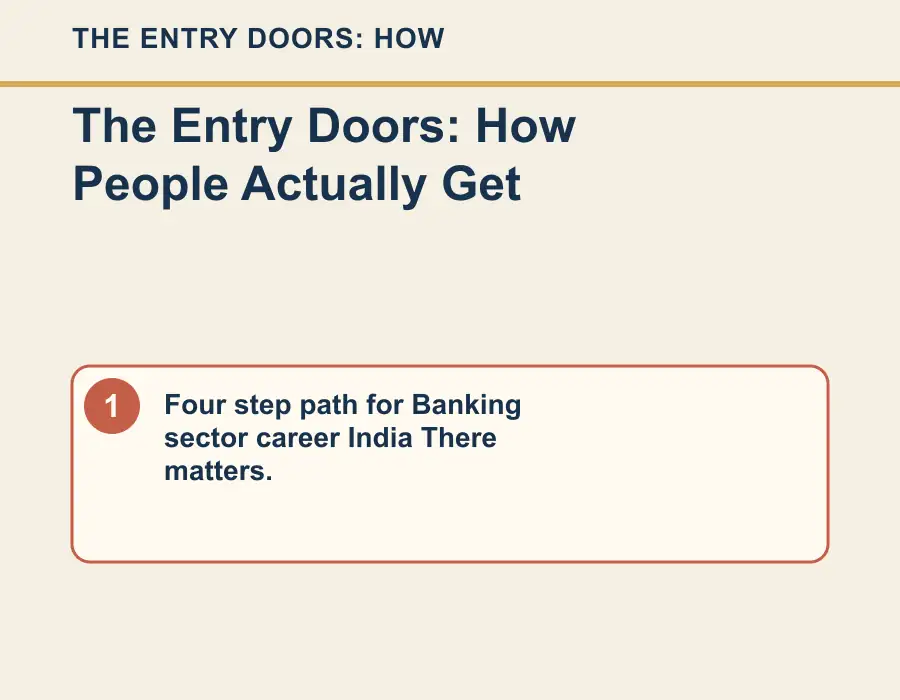 THE ENTRY DOORS: HOW
The Entry Doors: How
People Actually Get
1
Four step path for Banking
sector career India There
matters.